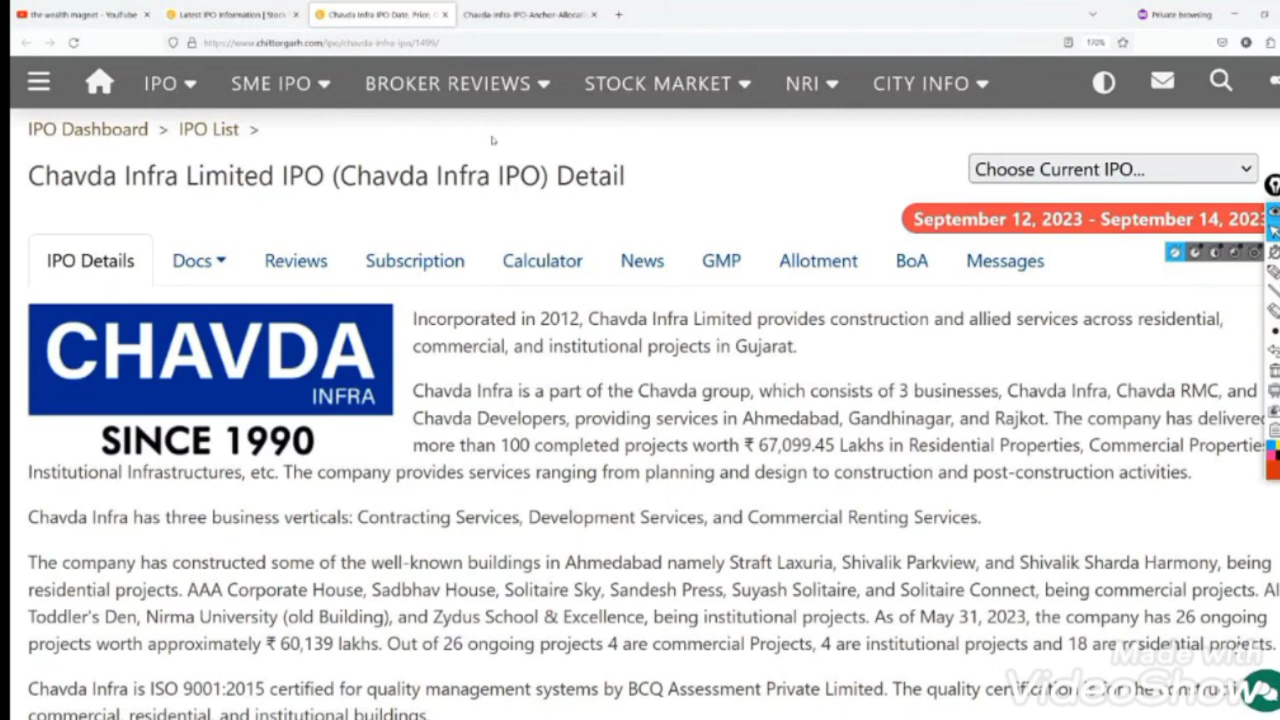 the wealth magnet - YouTube
Latest IPO Information | Stock
Chavda Infra IPO Date, Price, G
Chavda-Infra-IPO-Anchor-Allocati
Private browsing
https://www.chittorgarh.com/ipo/chavda-infra-ipo/1499/
170%
IPO
SME IPO
BROKER REVIEWS
STOCK MARKET
NRI
CITY INFO
IPO Dashboard > IPO List >
Chavda Infra Limited IPO (Chavda Infra IPO) Detail
Choose Current IPO...
September 12, 2023 - September 14, 2023
IPO Details
Docs
Reviews
Subscription
Calculator
News
GMP
Allotment
BoA
Messages
CHAVDA
INFRA
SINCE 1990
Incorporated in 2012, Chavda Infra Limited provides construction and allied services across residential,
commercial, and institutional projects in Gujarat.
Chavda Infra is a part of the Chavda group, which consists of 3 businesses, Chavda Infra, Chavda RMC, and
Chavda Developers, providing services in Ahmedabad, Gandhinagar, and Rajkot. The company has delivered
more than 100 completed projects worth ₹ 67,099.45 Lakhs in Residential Properties, Commercial Propertie
Institutional Infrastructures, etc. The company provides services ranging from planning and design to construction and post-construction activities.
Chavda Infra has three business verticals: Contracting Services, Development Services, and Commercial Renting Services.
The company has constructed some of the well-known buildings in Ahmedabad namely Straft Laxuria, Shivalik Parkview, and Shivalik Sharda Harmony, being
residential projects. AAA Corporate House, Sadbhav House, Solitaire Sky, Sandesh Press, Suyash Solitaire, and Solitaire Connect, being commercial projects. Al
Toddler's Den, Nirma University (old Building), and Zydus School & Excellence, being institutional projects. As of May 31, 2023, the company has 26 ongoing
projects worth approximately ₹ 60,139 lakhs. Out of 26 ongoing projects 4 are commercial Projects, 4 are institutional projects and 18 are residential projects.
Made with
VideoShow
Chavda Infra is ISO 9001:2015 certified for quality management systems by BCQ Assessment Private Limited. The quality certification is for the constructi
commercial, residential, and institutional buildings.